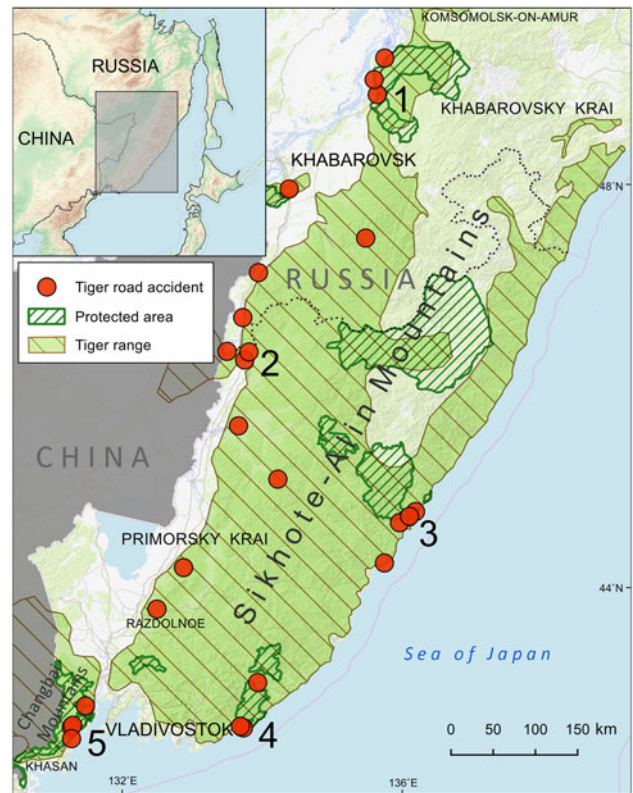 KOMSOMOLSK-ON-AMUR
RUSSIA
CHINA
1
KHABAROVSKY KRAI
KHABAROVSK
48°
RUSSIA
Tiger road accident
Protected area
Tiger range
2
Sikhote-Alin Mountains
CHINA
3
PRIMORSKY KRAI
44°
RAZDOLNOE
Sea of Japan
Changbai
Mountains
VLADIVOSTOK
4
5
0 50 100 150 km
KHASAN
132° 136°